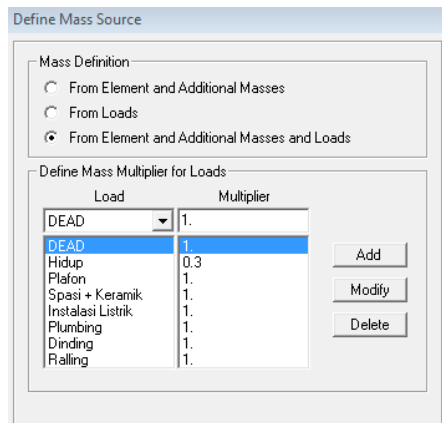 Define Mass Source
Mass Definition
From Element and Additional Masses
From Loads
From Element and Additional Masses and Loads
Define Mass Multiplier for Loads
Load Multiplier
DEAD 1.
DEAD 1.
Hidup 0.3
Plafon 1.
Spasi + Keramik 1.
Instalasi Listrik 1.
Plumbing 1.
Dinding 1.
Ralling 1.
Add
Modify
Delete